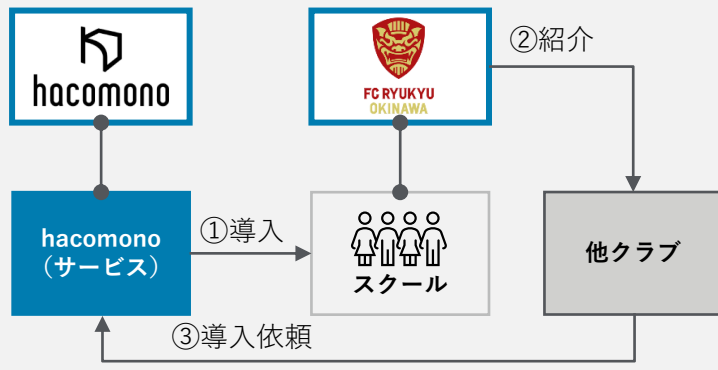 hacomono
FC RYUKYU
OKINAWA
②紹介
hacomono
（サービス）
①導入
スクール
他クラブ
③導入依頼